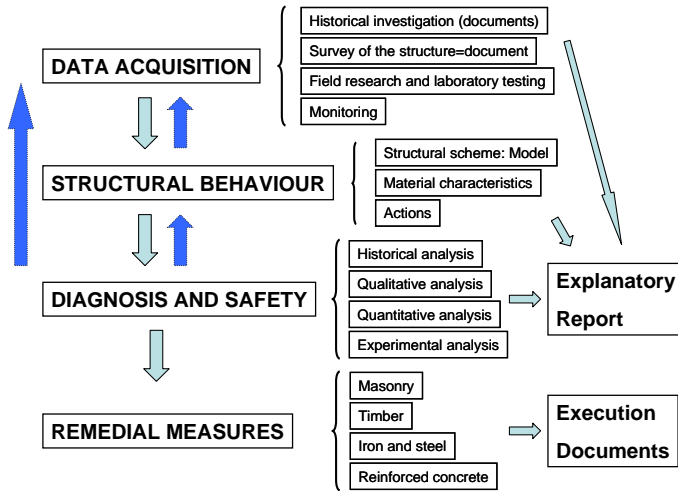 Historical investigation (documents)
Survey of the structure=document
DATA ACQUISITION
Field research and laboratory testing
Monitoring
Structural scheme: Model
STRUCTURAL BEHAVIOUR
Material characteristics
Actions
Historical analysis
Qualitative analysis
DIAGNOSIS AND SAFETY
Quantitative analysis
Experimental analysis
Explanatory
Report
Masonry
Timber
REMEDIAL MEASURES
Iron and steel
Reinforced concrete
Execution
Documents